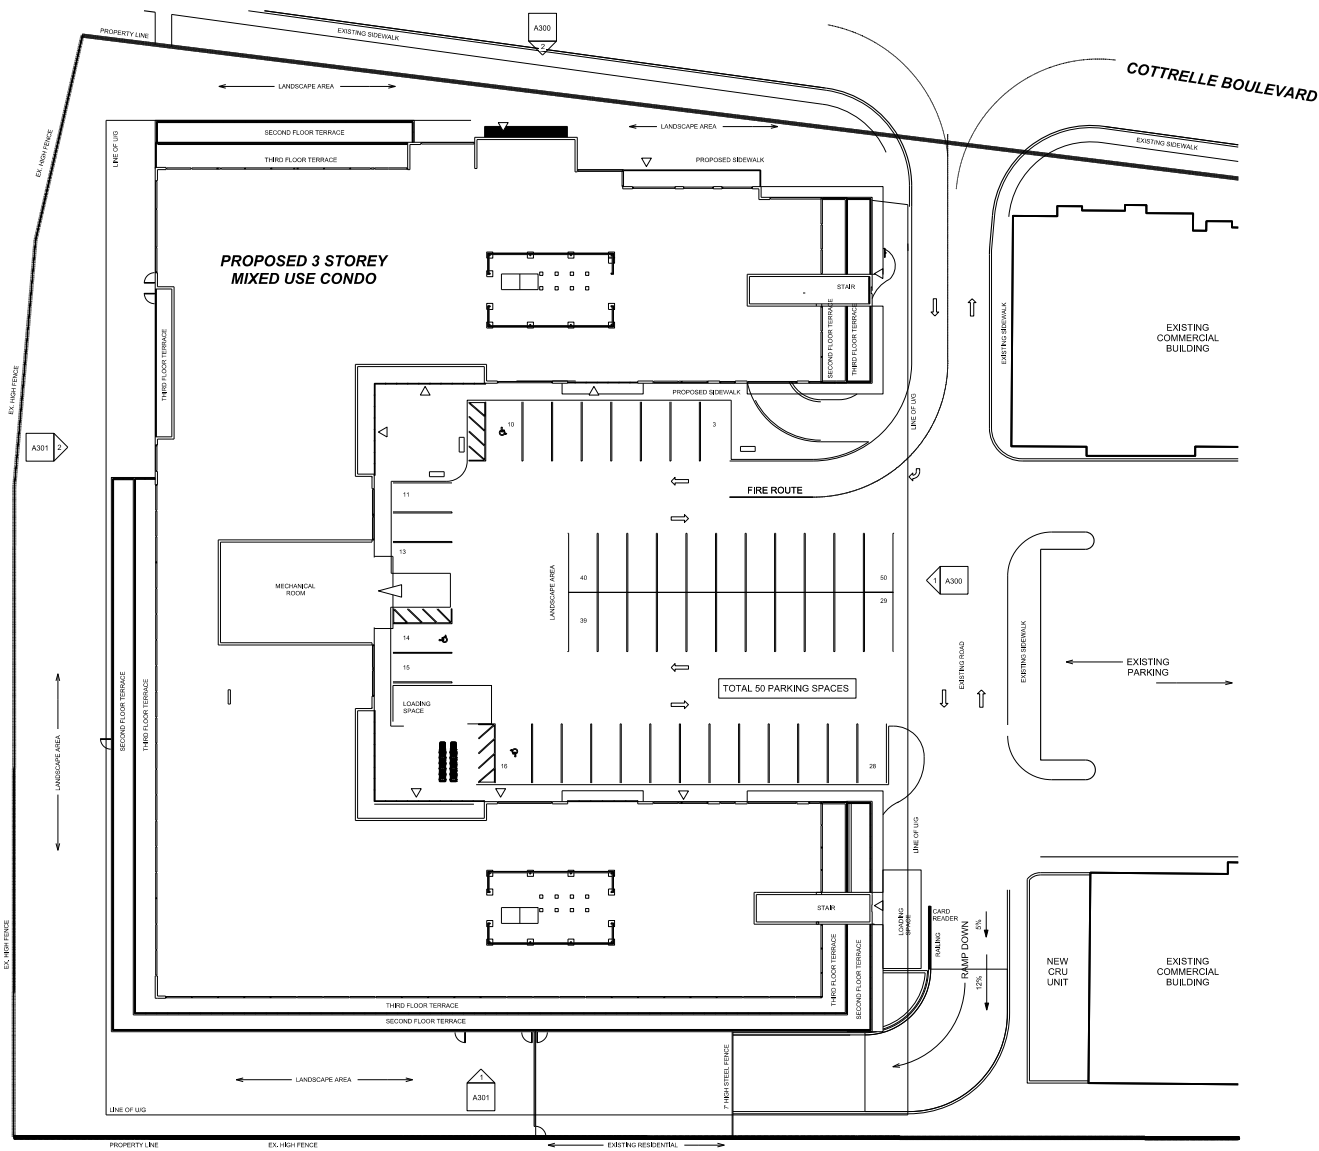 PROPERTY LINE
EXISTING SIDEWALK
A300
2
COTTRELLE BOULEVARD
LANDSCAPE AREA
LANDSCAPE AREA
EX. HIGH FENCE
LINE OF U/G
SECOND FLOOR TERRACE
THIRD FLOOR TERRACE
PROPOSED SIDEWALK
EXISTING SIDEWALK
PROPOSED 3 STOREY
MIXED USE CONDO
STAIR
SECOND FLOOR TERRACE
THIRD FLOOR TERRACE
EXISTING SIDEWALK
EXISTING
COMMERCIAL
BUILDING
THIRD FLOOR TERRACE
EX. HIGH FENCE
PROPOSED SIDEWALK
LINE OF U/G
A301
2
10
3
11
FIRE ROUTE
13
MECHANICAL
ROOM
LANDSCAPE AREA
40
50
39
29
1
A300
14
15
LOADING
SPACE
TOTAL 50 PARKING SPACES
EXISTING ROAD
EXISTING SIDEWALK
EXISTING
PARKING
LANDSCAPE AREA
SECOND FLOOR TERRACE
THIRD FLOOR TERRACE
16
28
LINE OF U/G
EX. HIGH FENCE
STAIR
LOADING
SPACE
CARD
READER
RAILING
RAMP DOWN
5%
12%
NEW
CRU
UNIT
EXISTING
COMMERCIAL
BUILDING
THIRD FLOOR TERRACE
SECOND FLOOR TERRACE
THIRD FLOOR TERRACE
SECOND FLOOR TERRACE
LANDSCAPE AREA
1
A301
7' HIGH STEEL FENCE
LINE OF U/G
PROPERTY LINE
EX. HIGH FENCE
EXISTING RESIDENTIAL